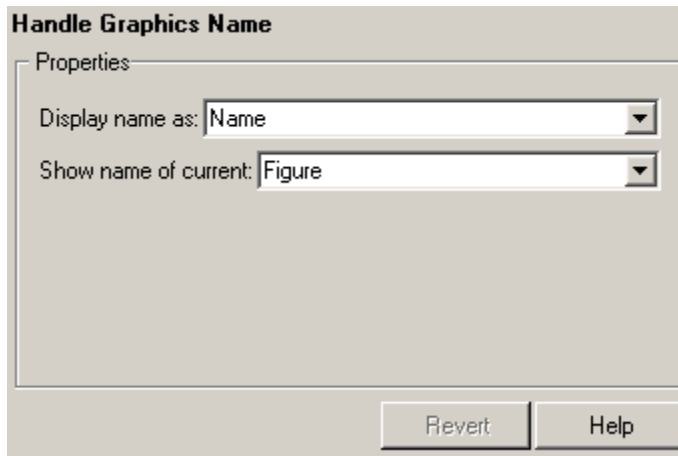 Handle Graphics Name
Properties
Display name as: Name
Show name of current: Figure
Revert Help